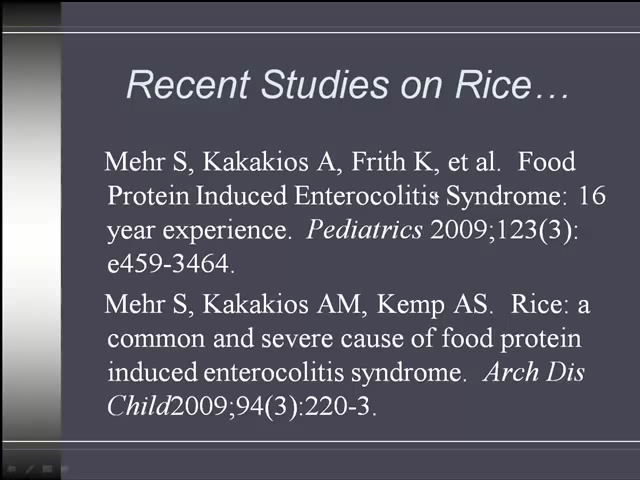 Recent Studies on Rice…
Mehr S, Kakakios A, Frith K, et al. Food
Protein Induced Enterocolitis Syndrome: 16
year experience. Pediatrics 2009;123(3):
e459-3464.
Mehr S, Kakakios AM, Kemp AS. Rice: a
common and severe cause of food protein
induced enterocolitis syndrome. Arch Dis
Child2009;94(3):220-3.